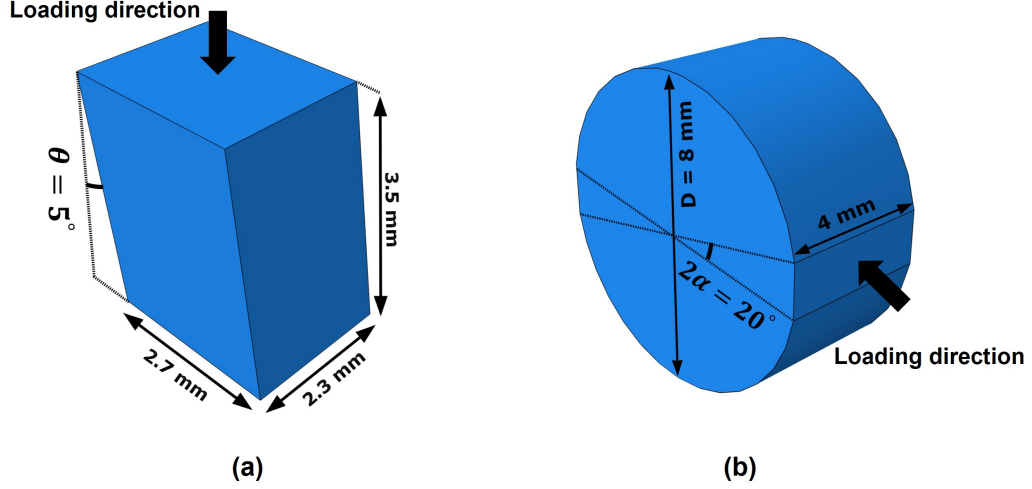 Loading direction
θ = 5°
3.5 mm
2.7 mm
2.3 mm
(a)
D = 8 mm
4 mm
2α = 20°
Loading direction
(b)